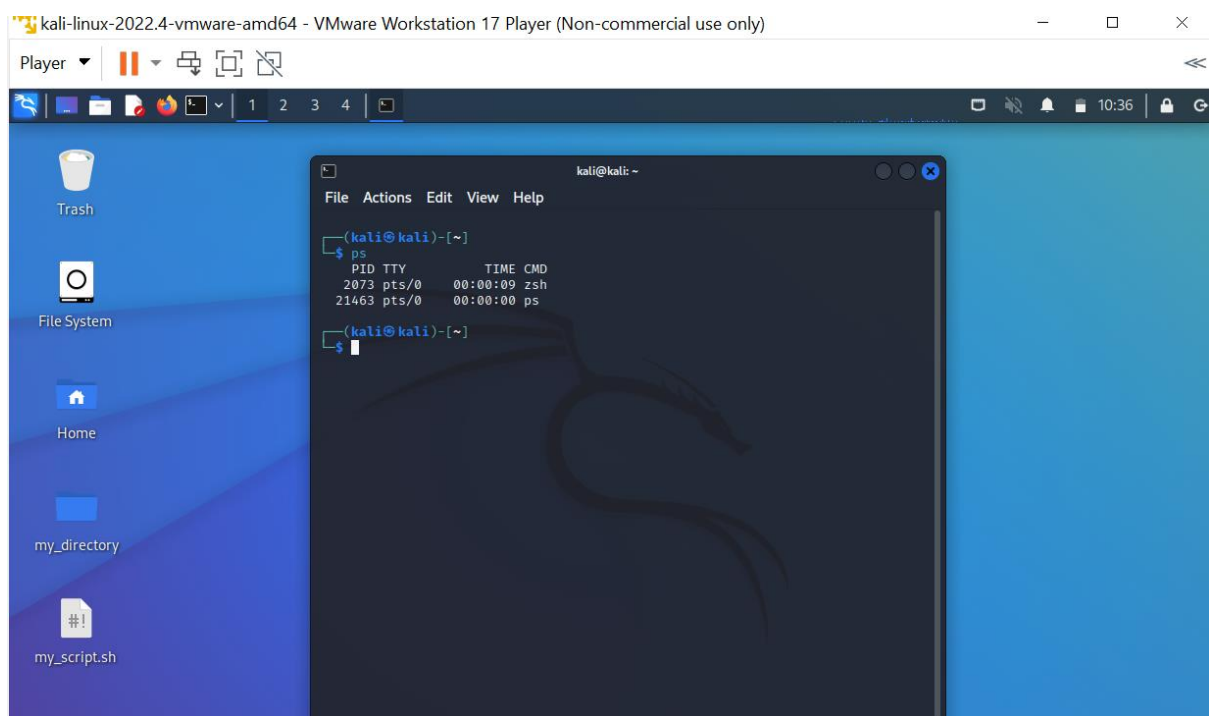 kali-linux-2022.4-vmware-amd64 - VMware Workstation 17 Player (Non-commercial use only)
Player
1 2 3 4
10:36
Trash
File System
Home
my_directory
#!
my_script.sh
kali@kali: ~
File Actions Edit View Help
(kali㉿kali)-[~]
$ ps
PID TTY TIME CMD
2073 pts/0 00:00:09 zsh
21463 pts/0 00:00:00 ps
(kali㉿kali)-[~]
$